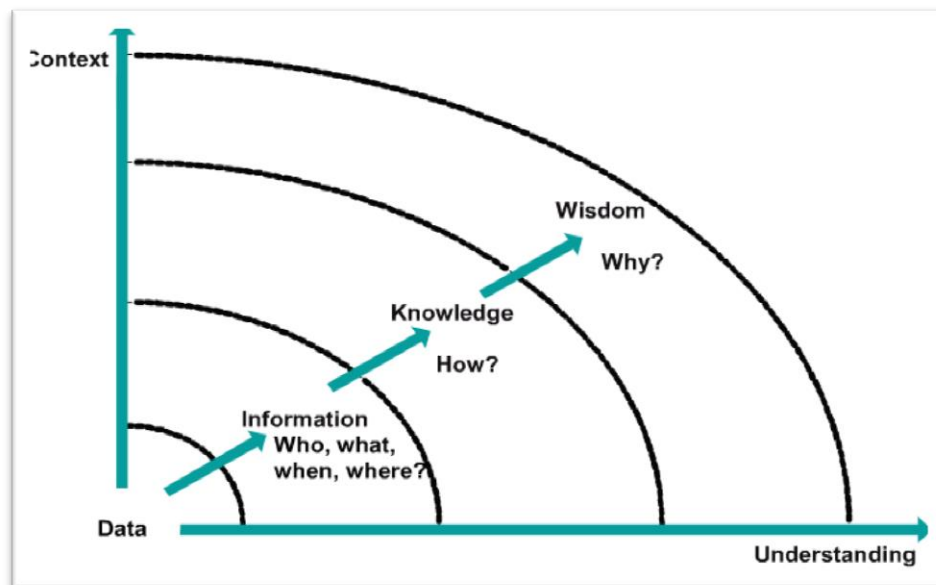 Context
Wisdom
Why?
Knowledge
How?
Information
Who, what,
when, where?
Data
Understanding